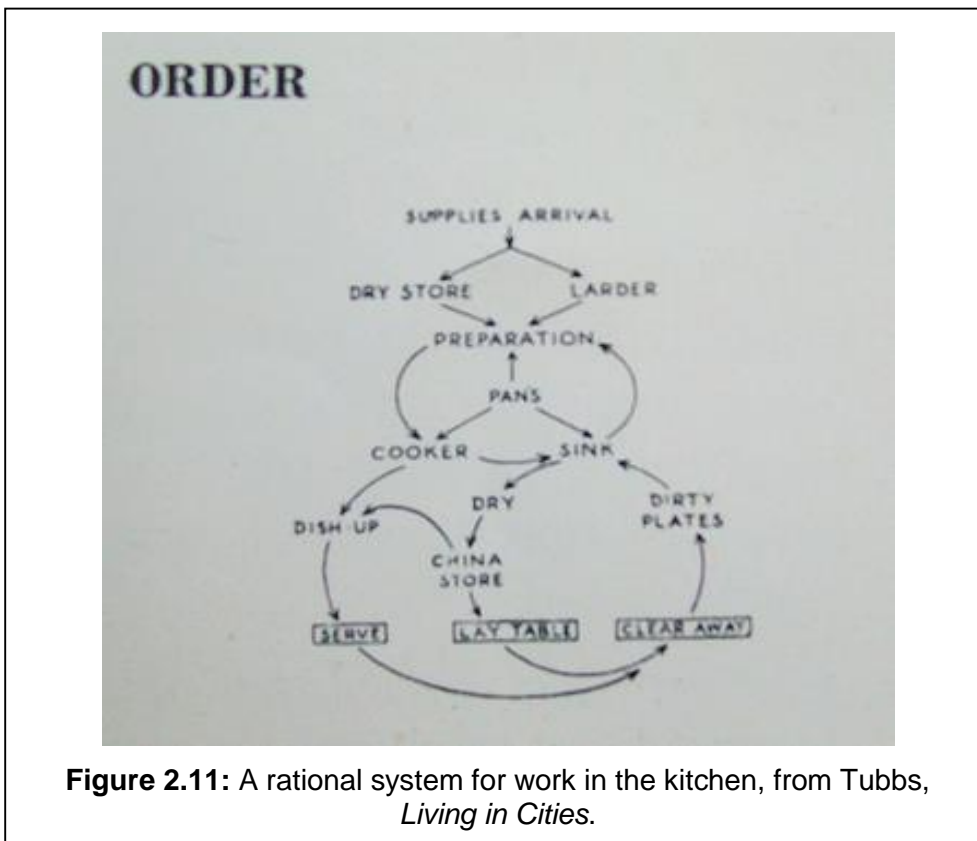 ORDER
SUPPLIES ARRIVAL
DRY STORE LARDER
PREPARATION
PANS
COOKER SINK
DRY
DIRTY
PLATES
DISH-UP
CHINA
STORE
SERVE LAY TABLE CLEAR AWAY
Figure 2.11: A rational system for work in the kitchen, from Tubbs,
Living in Cities.